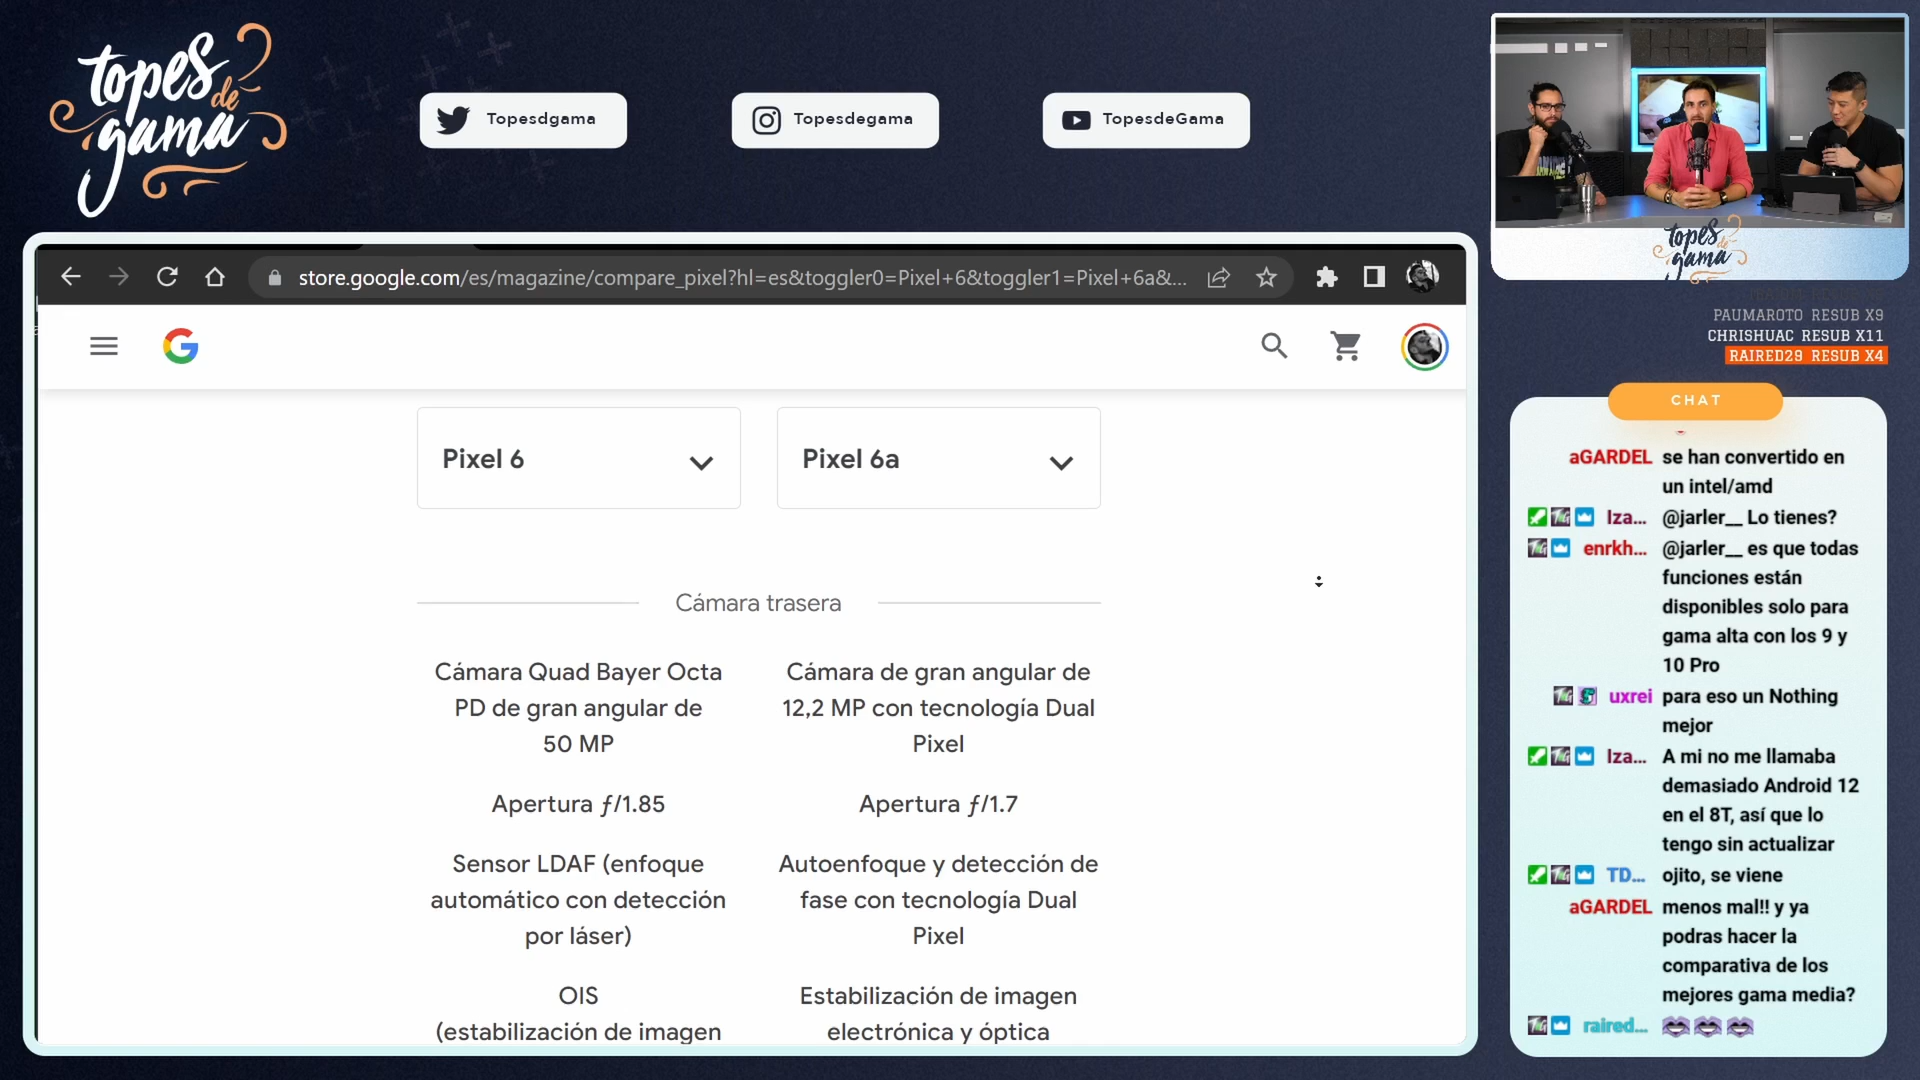 topes de gama
Topesdgama
Topesdegama
TopesdeGama
topes de gama
PAUMAROTO RESUB X9
CHRISHUAC RESUB X11
RAIRED29 RESUB X4
store.google.com/es/magazine/compare_pixel?hl=es&toggler0=Pixel+6&toggler1=Pixel+6a&...
Pixel 6
Pixel 6a
Cámara trasera
Cámara Quad Bayer Octa
PD de gran angular de
50 MP
Cámara de gran angular de
12,2 MP con tecnología Dual
Pixel
Apertura ƒ/1.85
Apertura ƒ/1.7
Sensor LDAF (enfoque
automático con detección
por láser)
Autoenfoque y detección de
fase con tecnología Dual
Pixel
OIS
(estabilización de imagen
Estabilización de imagen
electrónica y óptica
CHAT
aGARDEL se han convertido en
un intel/amd
Iza... @jarler__ Lo tienes?
enrkh... @jarler__ es que todas
funciones están
disponibles solo para
gama alta con los 9 y
10 Pro
uxrei para eso un Nothing
mejor
Iza... A mi no me llamaba
demasiado Android 12
en el 8T, así que lo
tengo sin actualizar
TD... ojito, se viene
aGARDEL menos mal!! y ya
podras hacer la
comparativa de los
mejores gama media?
raired...